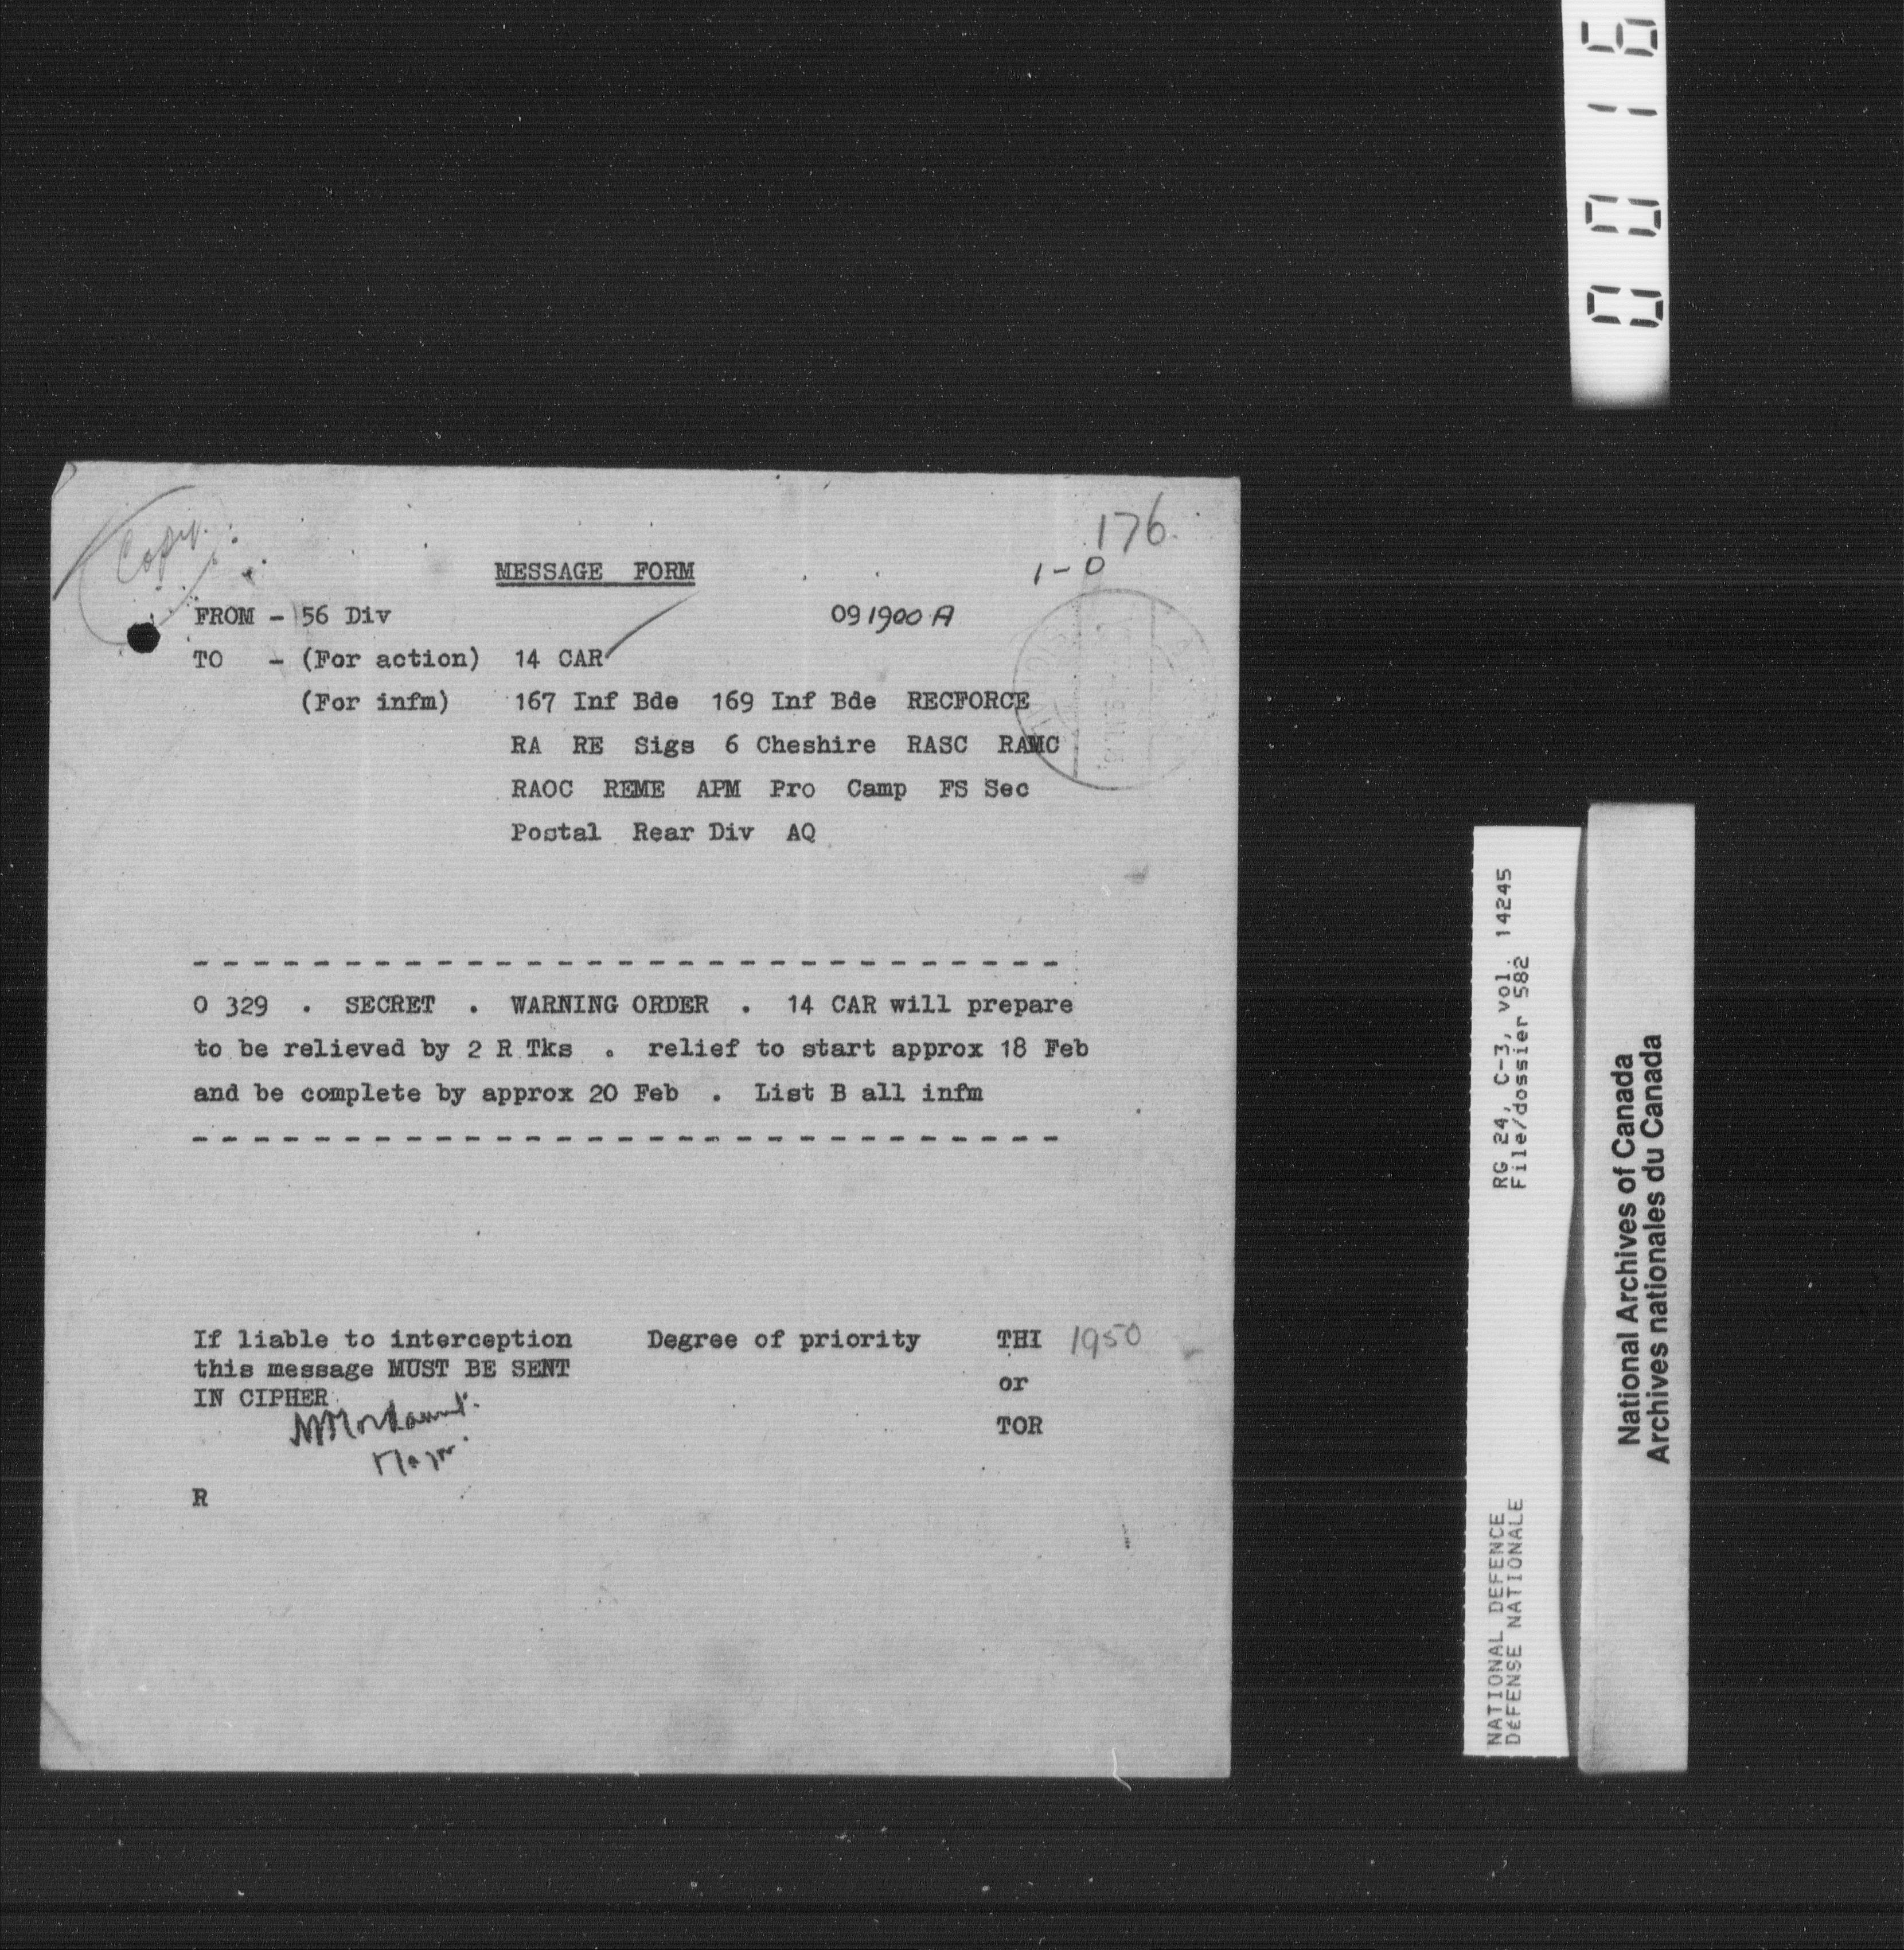 0016
Copy.
176.
1-0
MESSAGE FORM
FROM - 56 Div 091900A
TO - (For action) 14 CAR
(For infm) 167 Inf Bde 169 Inf Bde RECFORCE
RA RE Sigs 6 Cheshire RASC RAMC
RAOC REME APM Pro Camp FS Sec
Postal Rear Div AQ
O 329 . SECRET . WARNING ORDER . 14 CAR will prepare
to be relieved by 2 R Tks . relief to start approx 18 Feb
and be complete by approx 20 Feb . List B all infm
If liable to interception Degree of priority THI 1950
this message MUST BE SENT
IN CIPHER or
TOR
Major.
R
RG 24, C-3, vol. 14245
File/dossier 582
NATIONAL DEFENCE
DéFENSE NATIONALE
National Archives of Canada
Archives nationales du Canada